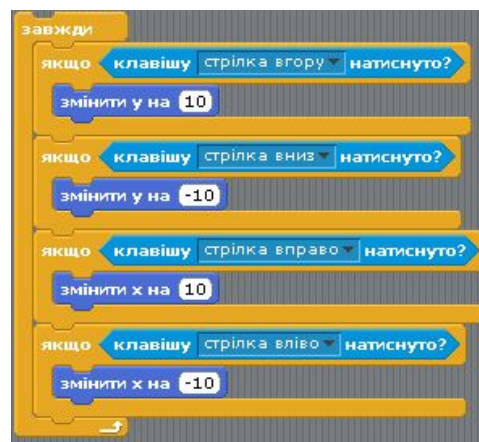 завжди
якщо клавішу стрілка вгору натиснуто?
змінити y на 10
якщо клавішу стрілка вниз натиснуто?
змінити y на -10
якщо клавішу стрілка вправо натиснуто?
змінити x на 10
якщо клавішу стрілка вліво натиснуто?
змінити x на -10